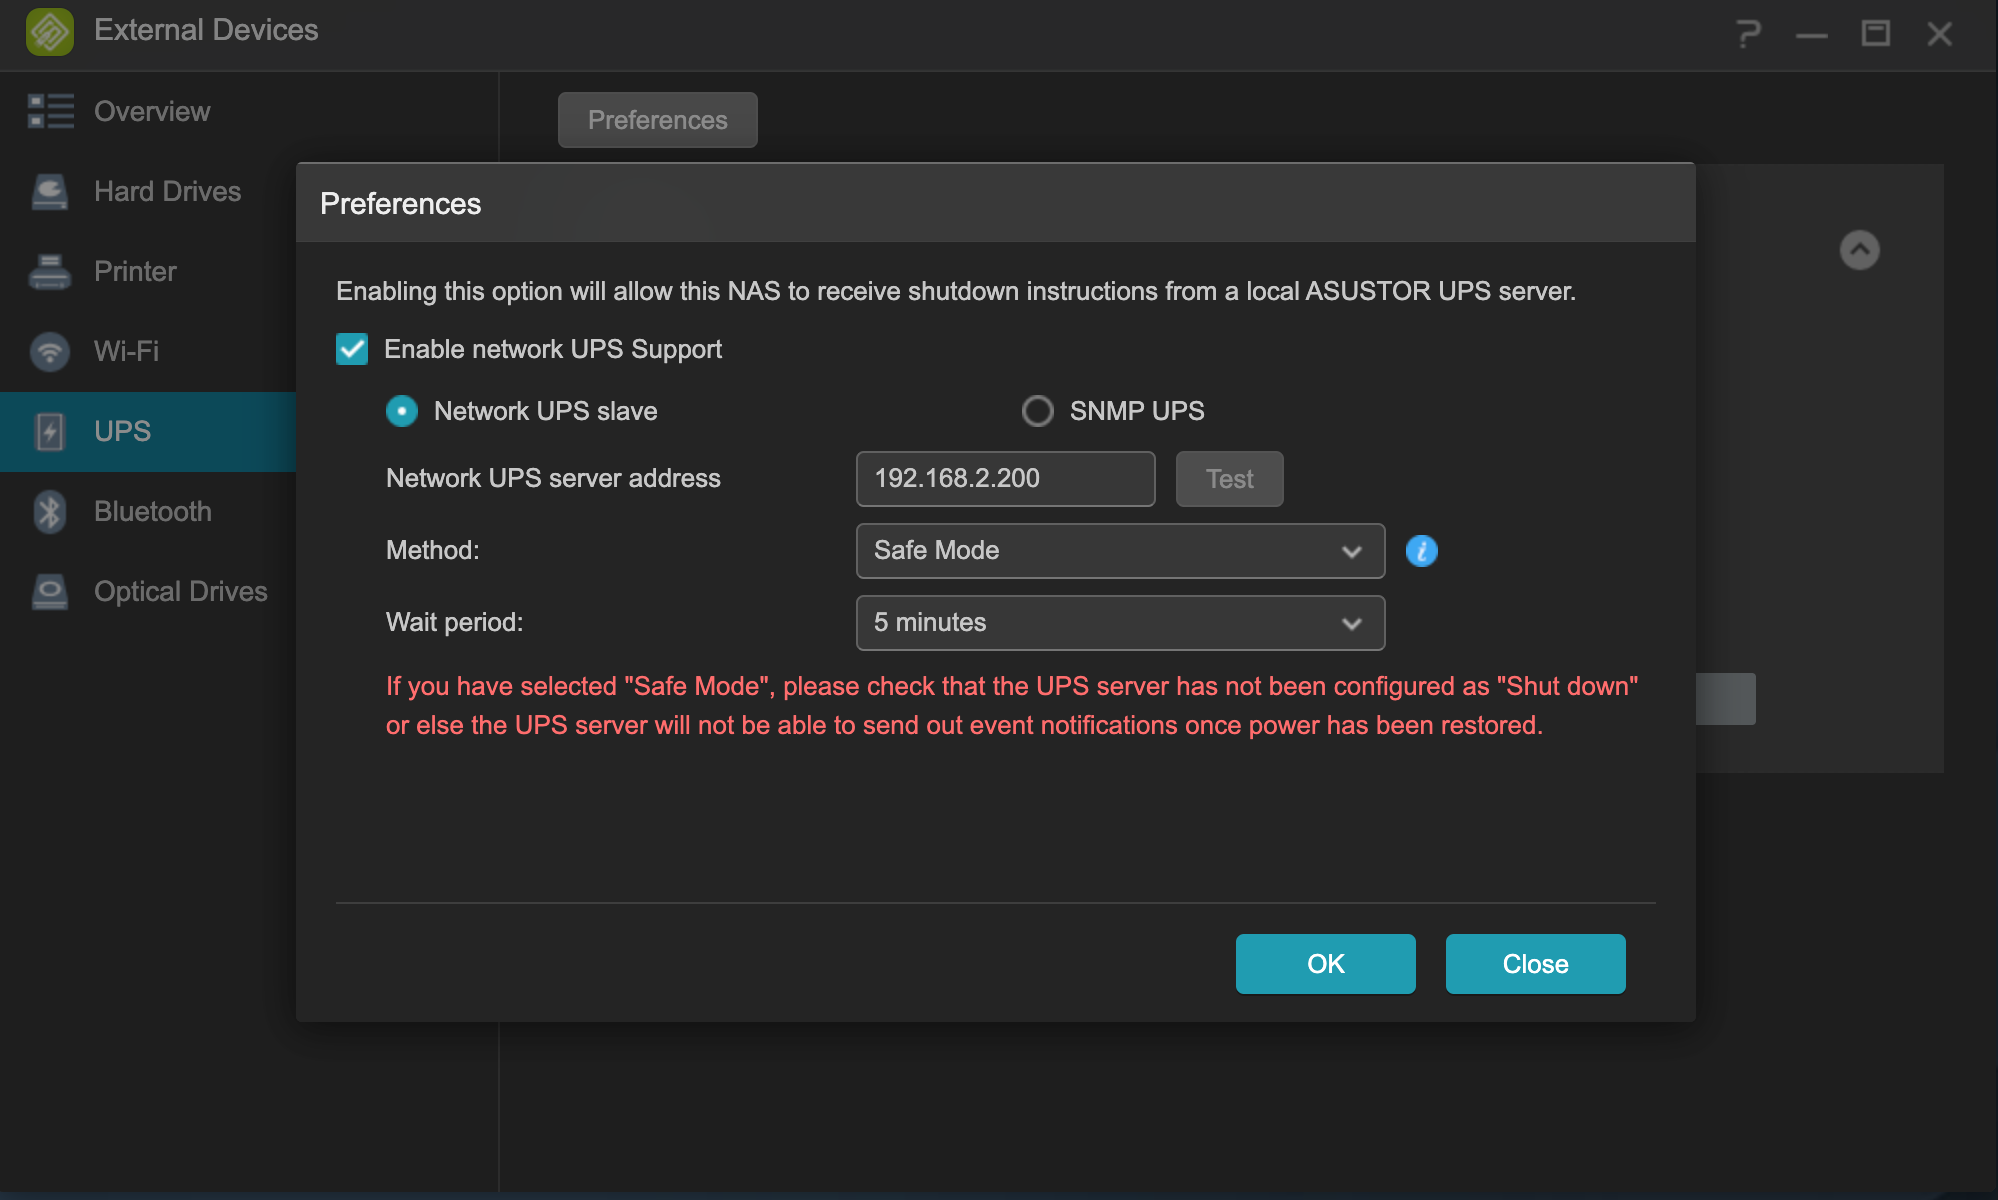 External Devices
Overview
Hard Drives
Printer
Wi-Fi
UPS
Bluetooth
Optical Drives
Preferences
Preferences
Enabling this option will allow this NAS to receive shutdown instructions from a local ASUSTOR UPS server.
Enable network UPS Support
Network UPS slave
SNMP UPS
Network UPS server address
192.168.2.200
Test
Method:
Safe Mode
Wait period:
5 minutes
If you have selected "Safe Mode", please check that the UPS server has not been configured as "Shut down"
or else the UPS server will not be able to send out event notifications once power has been restored.
OK
Close